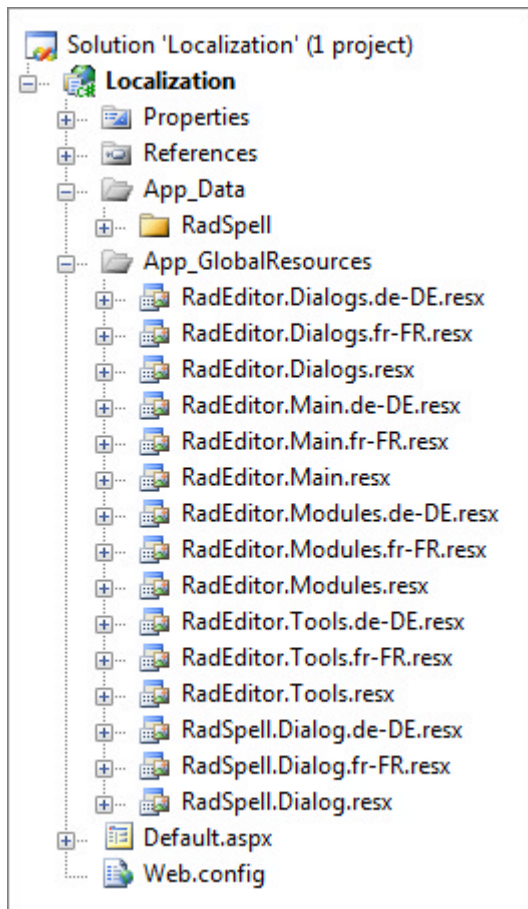 Solution 'Localization' (1 project)
Localization
Properties
References
App_Data
RadSpell
App_GlobalResources
RadEditor.Dialogs.de-DE.resx
RadEditor.Dialogs.fr-FR.resx
RadEditor.Dialogs.resx
RadEditor.Main.de-DE.resx
RadEditor.Main.fr-FR.resx
RadEditor.Main.resx
RadEditor.Modules.de-DE.resx
RadEditor.Modules.fr-FR.resx
RadEditor.Modules.resx
RadEditor.Tools.de-DE.resx
RadEditor.Tools.fr-FR.resx
RadEditor.Tools.resx
RadSpell.Dialog.de-DE.resx
RadSpell.Dialog.fr-FR.resx
RadSpell.Dialog.resx
Default.aspx
Web.config